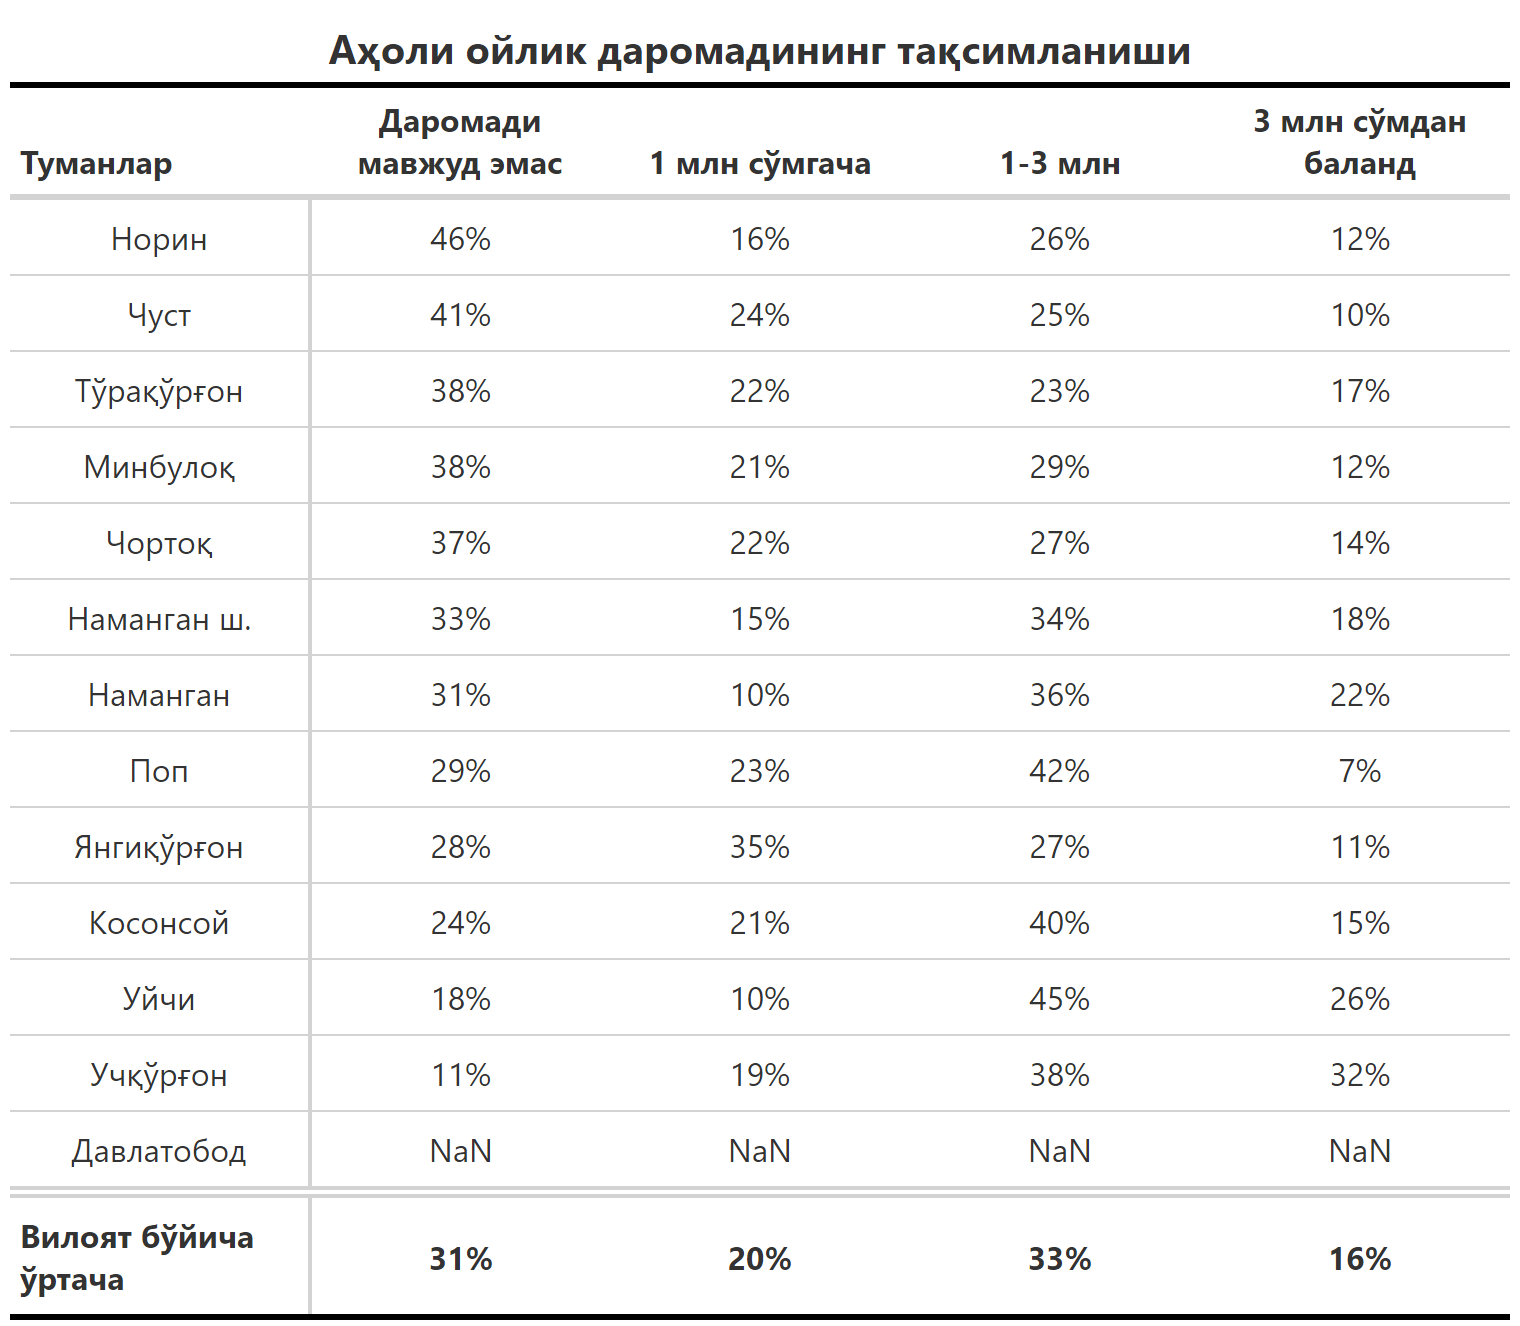 Аҳоли ойлик даромадининг тақсимланиши
Туманлар Даромади мавжуд эмас 1 млн сўмгача 1-3 млн 3 млн сўмдан баланд
Норин 46% 16% 26% 12%
Чуст 41% 24% 25% 10%
Тўрақўрғон 38% 22% 23% 17%
Минбулоқ 38% 21% 29% 12%
Чортоқ 37% 22% 27% 14%
Наманган ш. 33% 15% 34% 18%
Наманган 31% 10% 36% 22%
Поп 29% 23% 42% 7%
Янгиқўрғон 28% 35% 27% 11%
Косонсой 24% 21% 40% 15%
Уйчи 18% 10% 45% 26%
Учқўрғон 11% 19% 38% 32%
Давлатобод NaN NaN NaN NaN
Вилоят бўйича ўртача 31% 20% 33% 16%